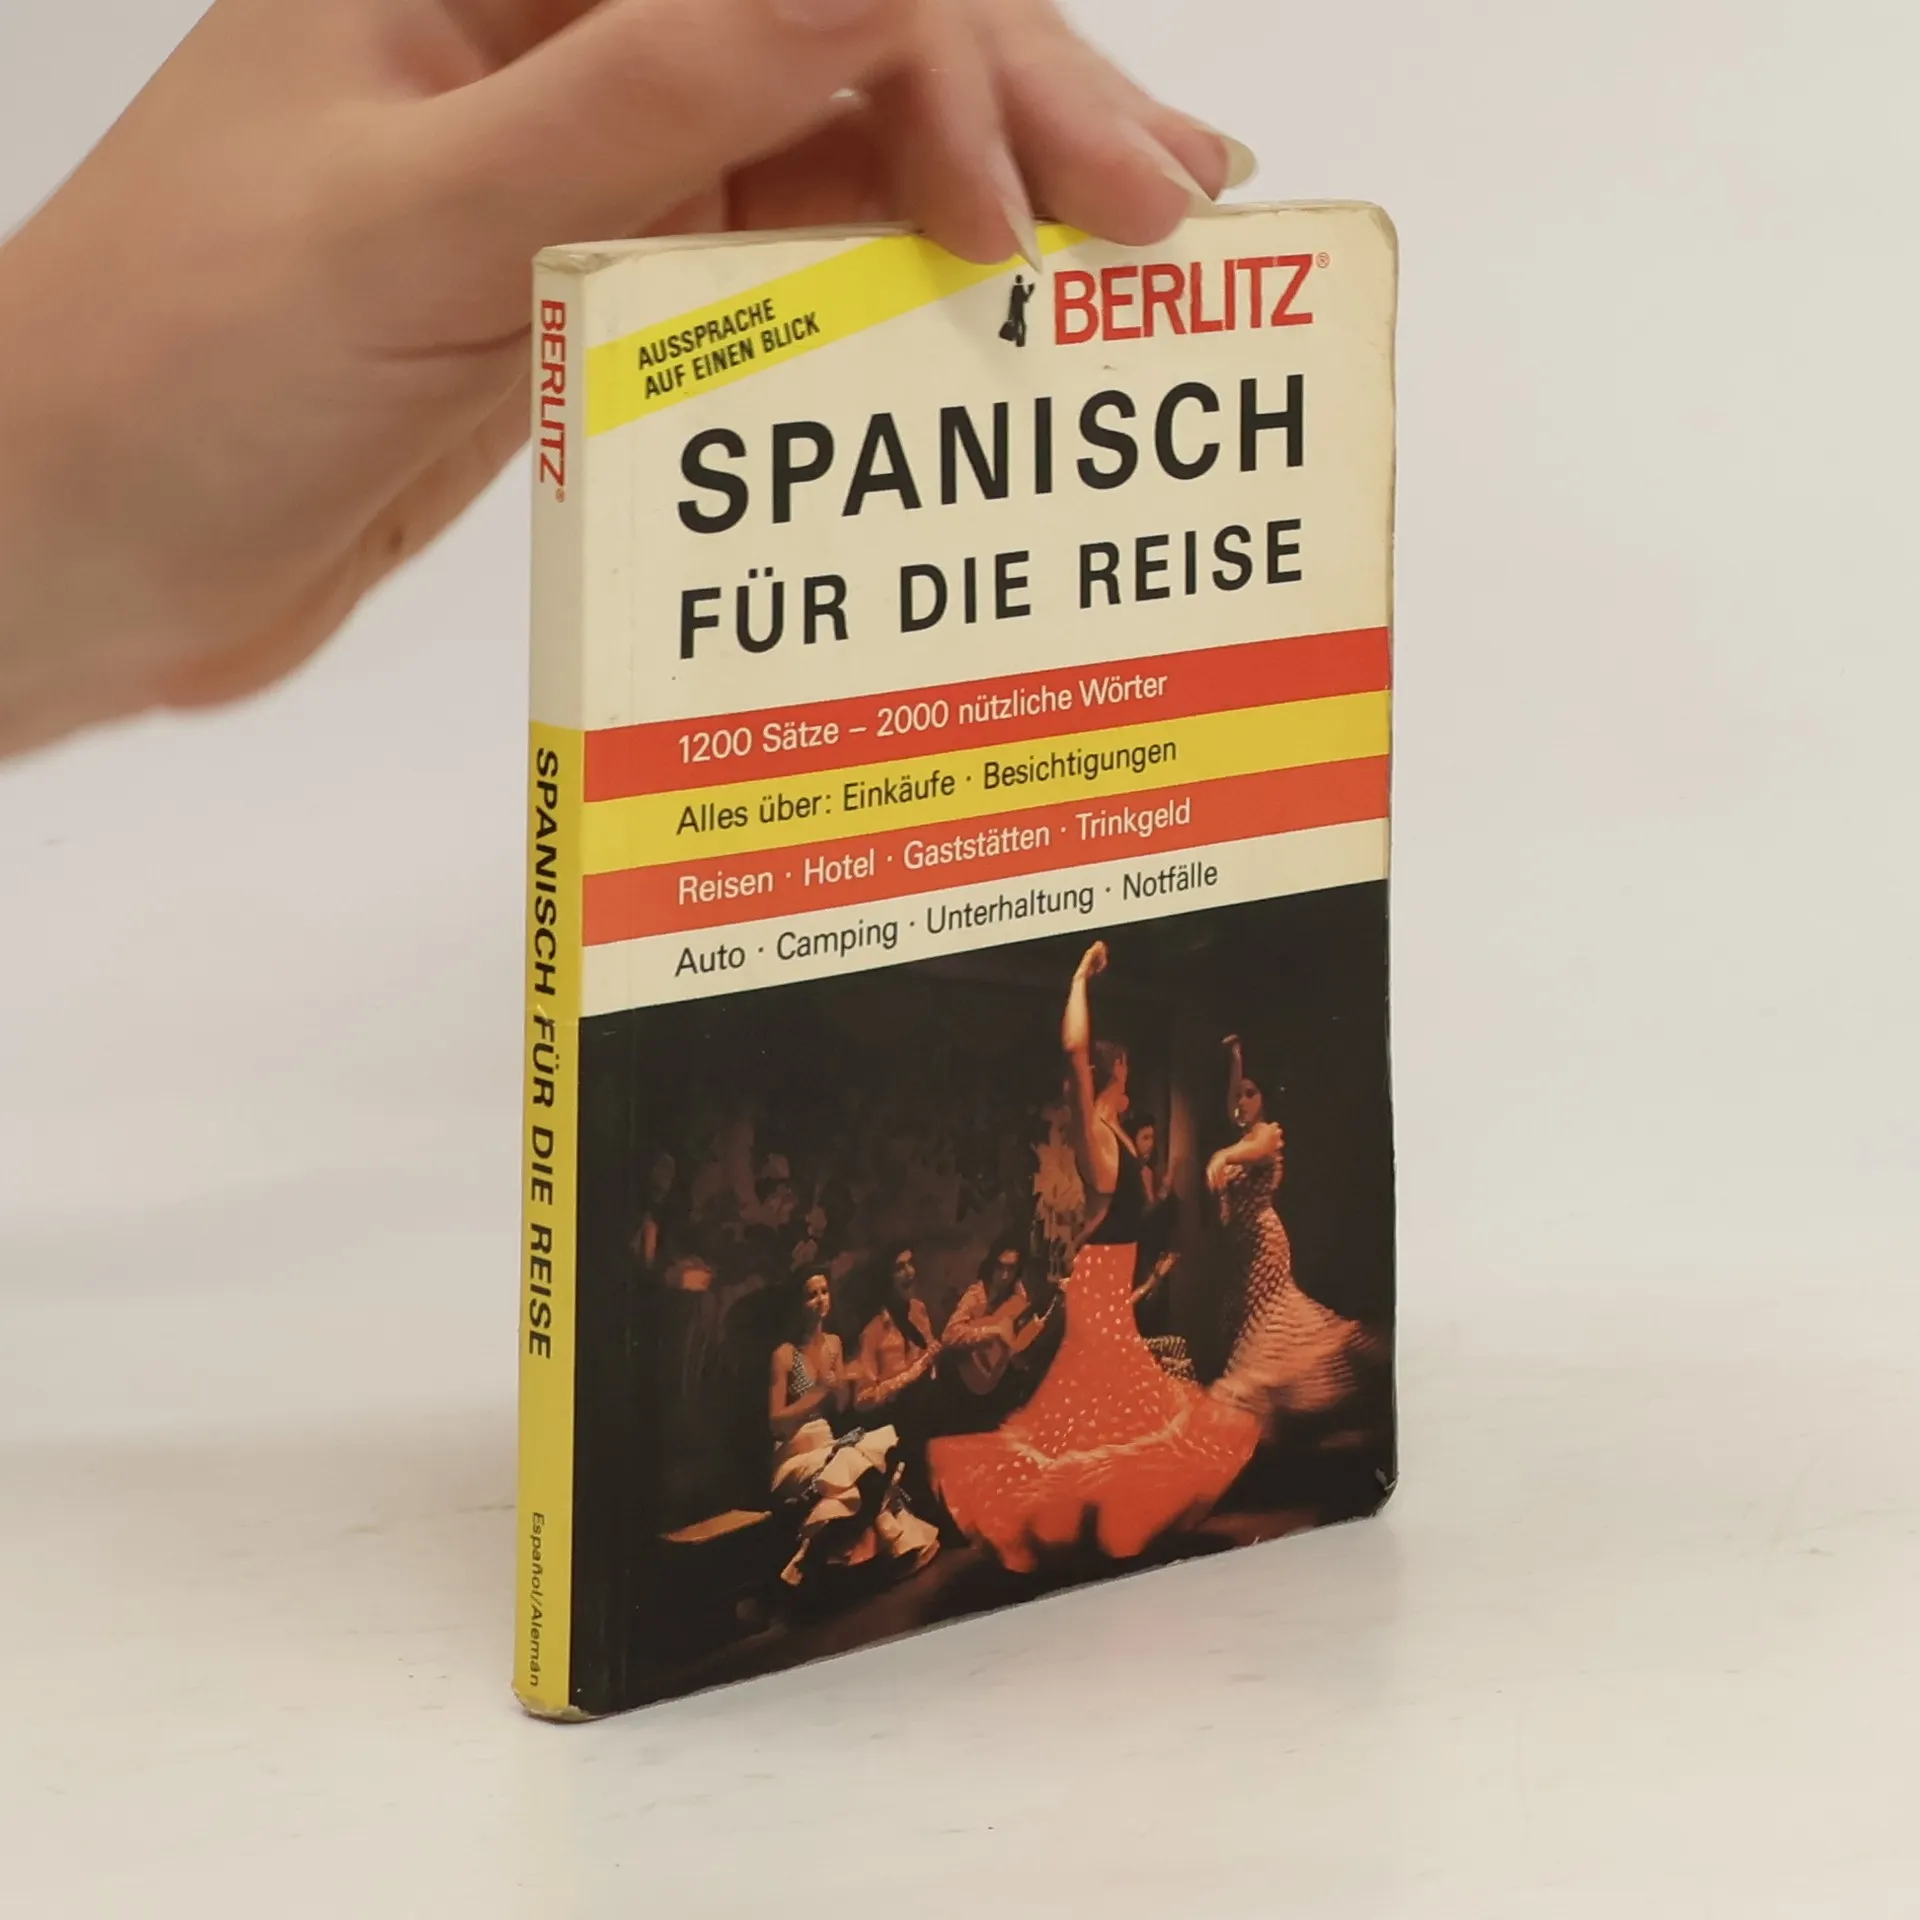 AUSSPRACHE
AUF EINEN BLICK
BERLITZ®
SPANISCH
FÜR DIE REISE
1200 Sätze – 2000 nützliche Wörter
Alles über: Einkäufe · Besichtigungen
Reisen · Hotel · Gaststätten · Trinkgeld
Auto · Camping · Unterhaltung · Notfälle
BERLITZ®
SPANISCH FÜR DIE REISE
Español/Alemán